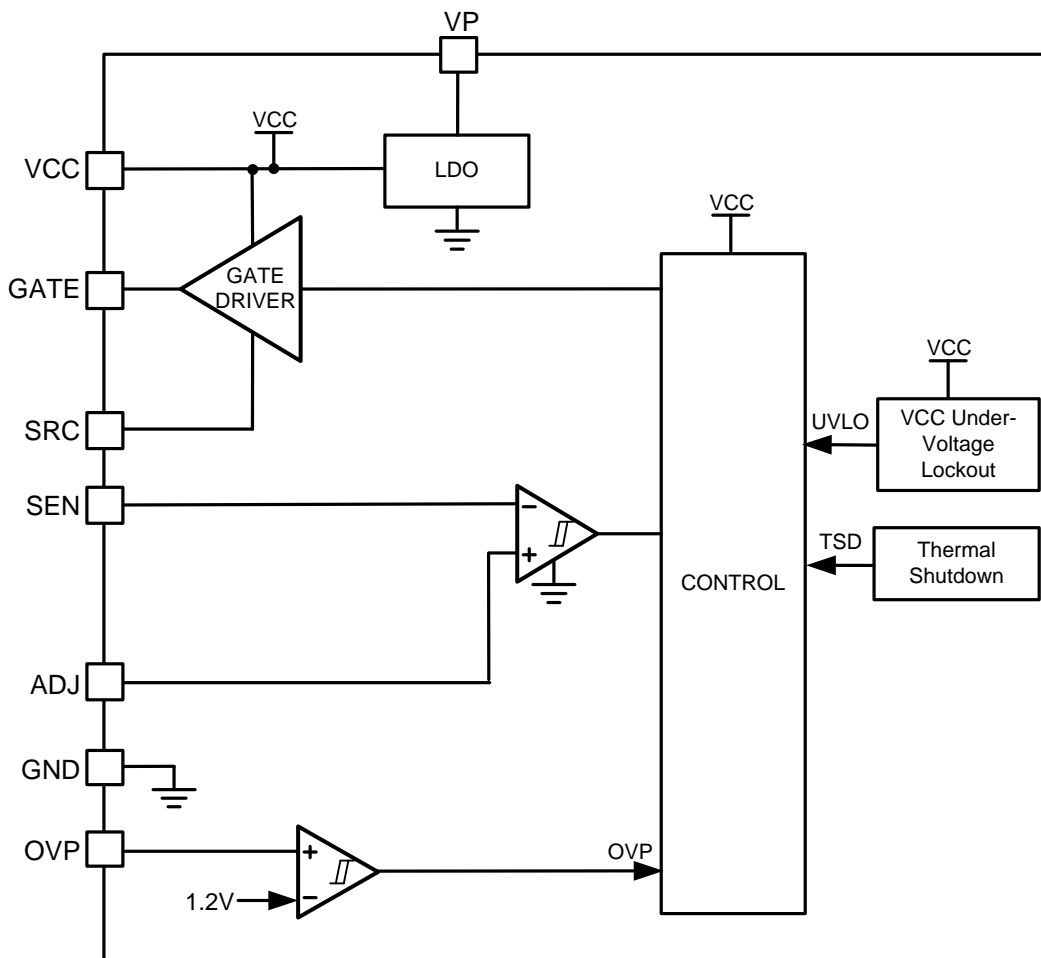 VP
VCC
VCC
LDO
VCC
GATE
GATE
DRIVER
VCC
SRC
UVLO
VCC Under-
Voltage
Lockout
SEN
−
+
TSD
Thermal
Shutdown
CONTROL
ADJ
GND
OVP
+
OVP
1.2V
−